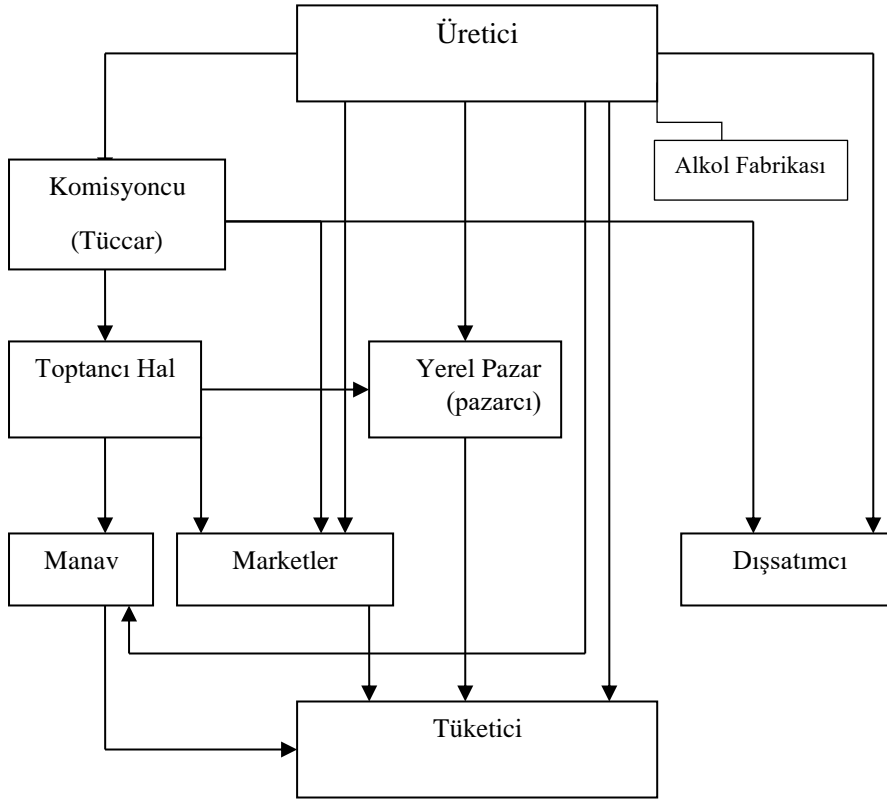 Üretici
Alkol Fabrikası
Komisyoncu
(Tüccar)
Toptancı Hal
Yerel Pazar
(pazarcı)
Manav
Marketler
Dışsatımcı
Tüketici